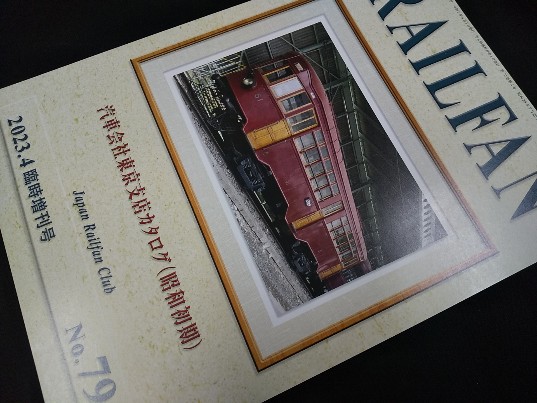 RAILFAN
汽車会社東京支店カタログ(昭和初期)
Japan Railfan Club
2023.4 臨時増刊号
No. 79